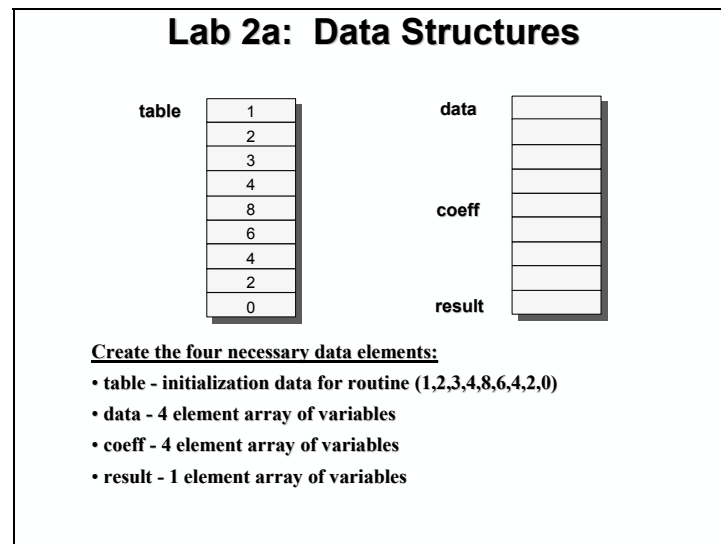 Lab 2a: Data Structures
table
1
2
3
4
8
6
4
2
0
data
coeff
result
Create the four necessary data elements:
• table - initialization data for routine (1,2,3,4,8,6,4,2,0)
• data - 4 element array of variables
• coeff - 4 element array of variables
• result - 1 element array of variables